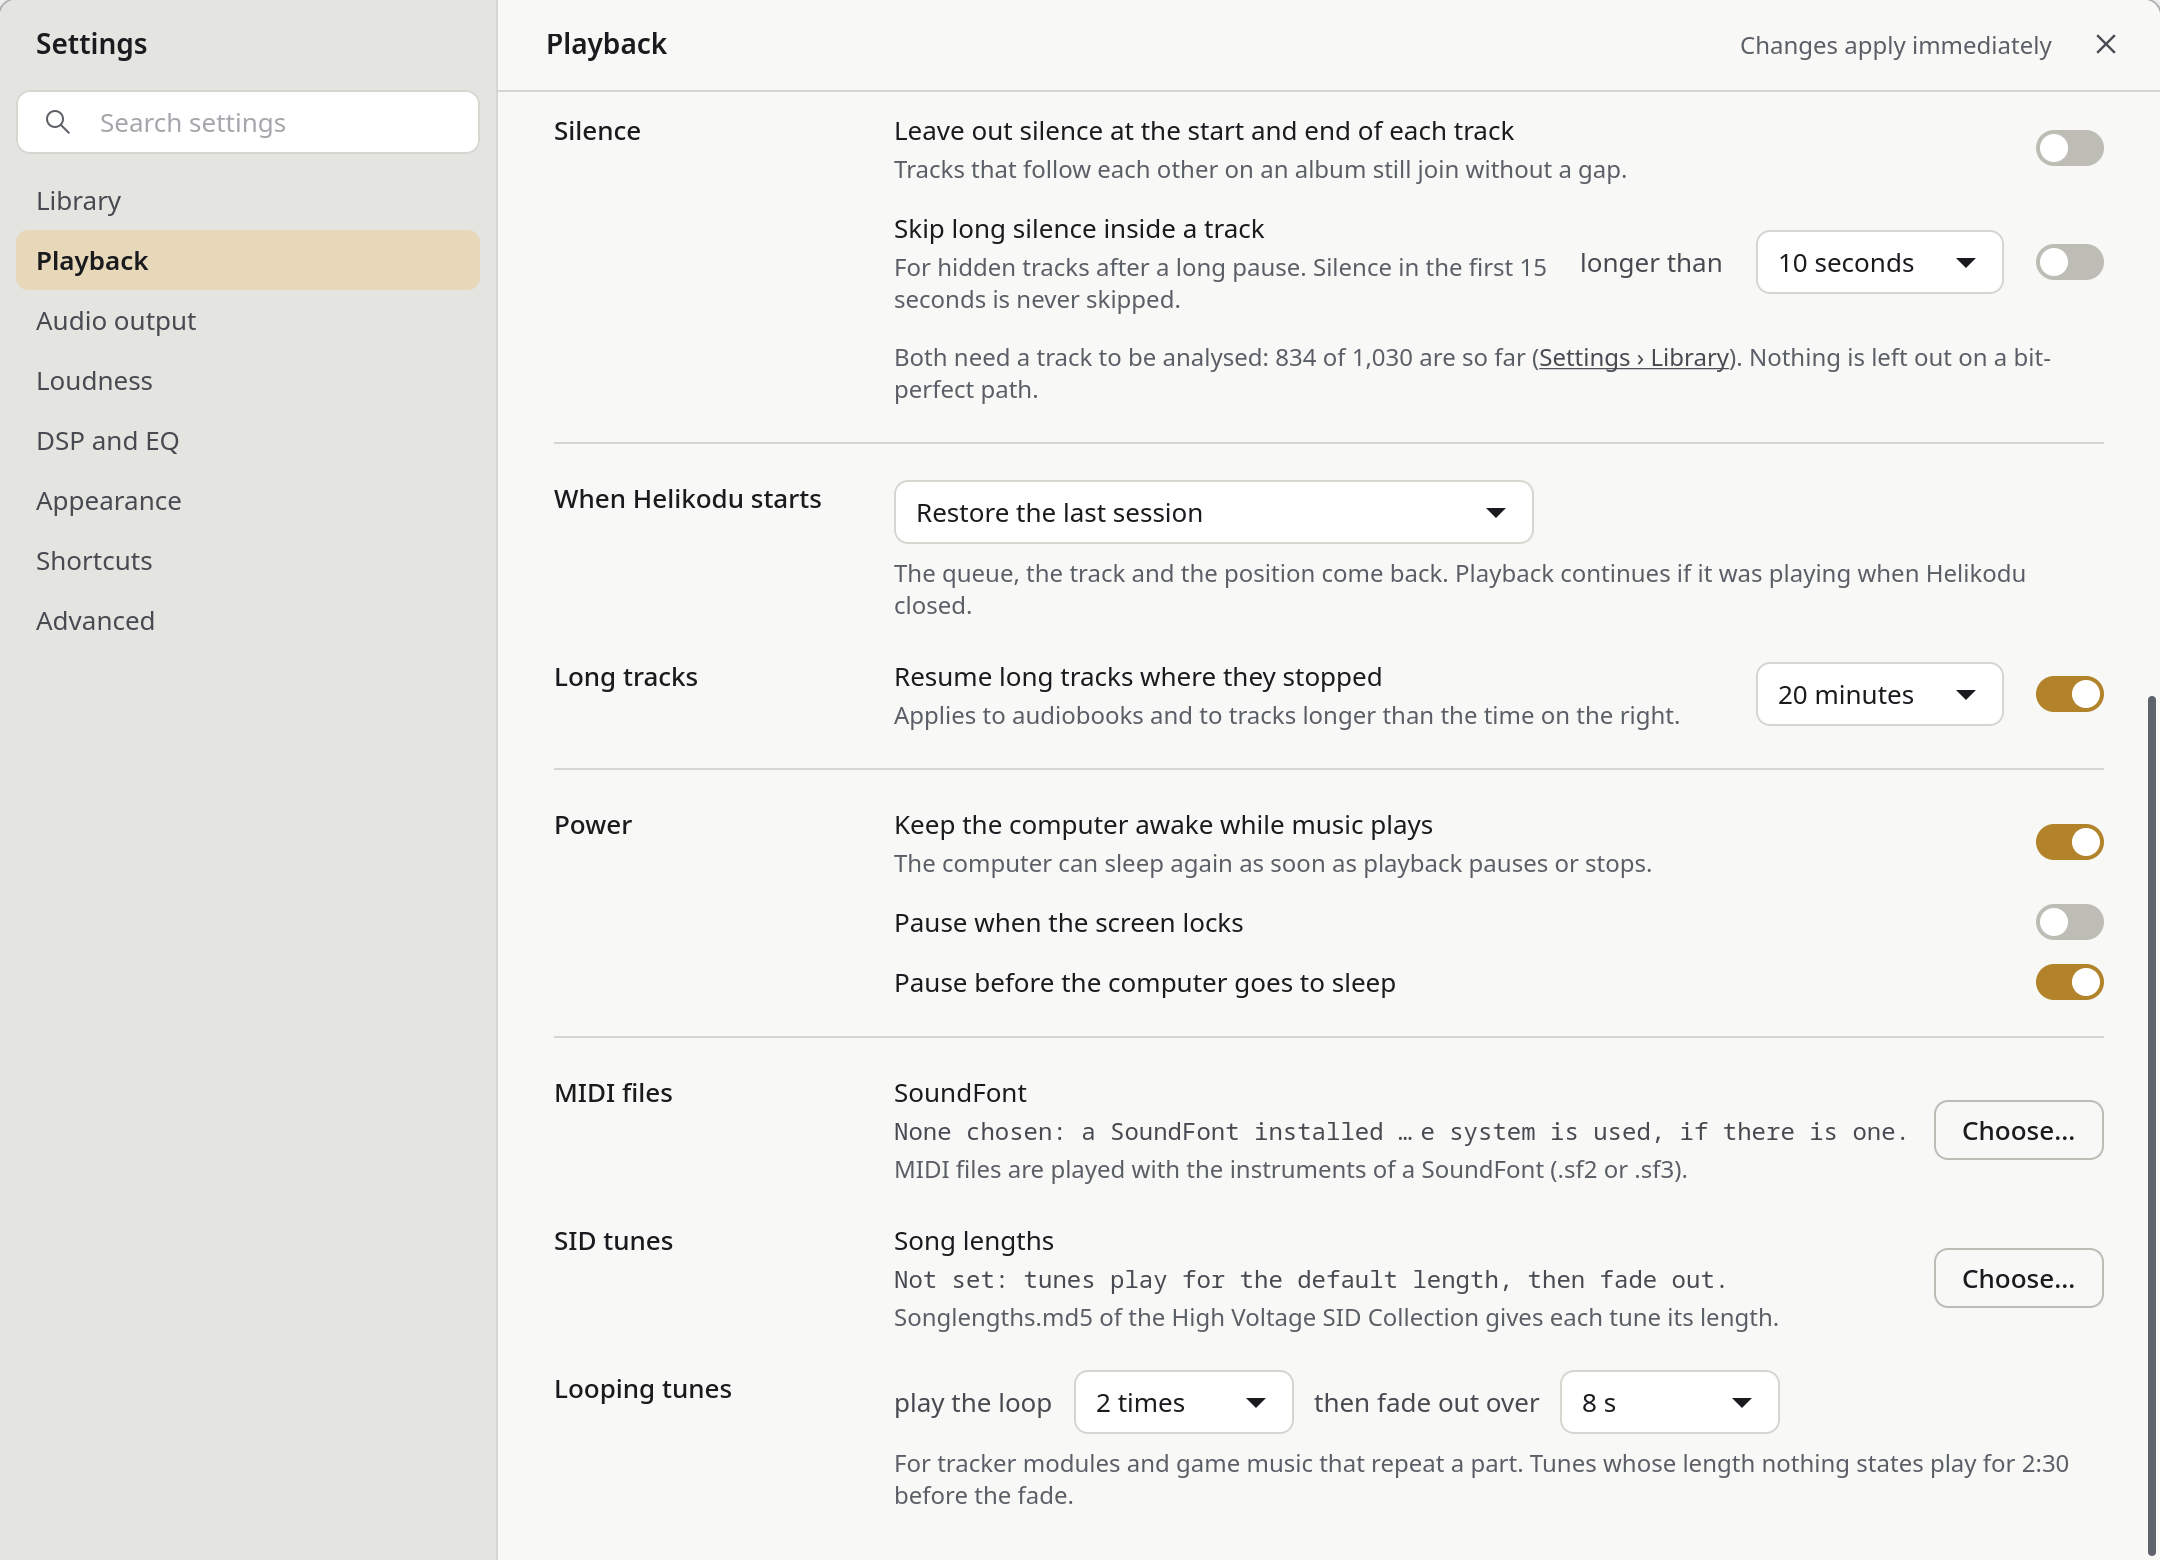 Settings
Search settings
Library
Playback
Audio output
Loudness
DSP and EQ
Appearance
Shortcuts
Advanced
Playback
Changes apply immediately
Silence
Leave out silence at the start and end of each track
Tracks that follow each other on an album still join without a gap.
Skip long silence inside a track
For hidden tracks after a long pause. Silence in the first 15
seconds is never skipped.
longer than
10 seconds
Both need a track to be analysed: 834 of 1,030 are so far (Settings › Library). Nothing is left out on a bit-
perfect path.
When Helikodu starts
Restore the last session
The queue, the track and the position come back. Playback continues if it was playing when Helikodu
closed.
Long tracks
Resume long tracks where they stopped
Applies to audiobooks and to tracks longer than the time on the right.
20 minutes
Power
Keep the computer awake while music plays
The computer can sleep again as soon as playback pauses or stops.
Pause when the screen locks
Pause before the computer goes to sleep
MIDI files
SoundFont
None chosen: a SoundFont installed … e system is used, if there is one.
MIDI files are played with the instruments of a SoundFont (.sf2 or .sf3).
Choose...
SID tunes
Song lengths
Not set: tunes play for the default length, then fade out.
Songlengths.md5 of the High Voltage SID Collection gives each tune its length.
Choose...
Looping tunes
play the loop 2 times then fade out over 8 s
For tracker modules and game music that repeat a part. Tunes whose length nothing states play for 2:30
before the fade.